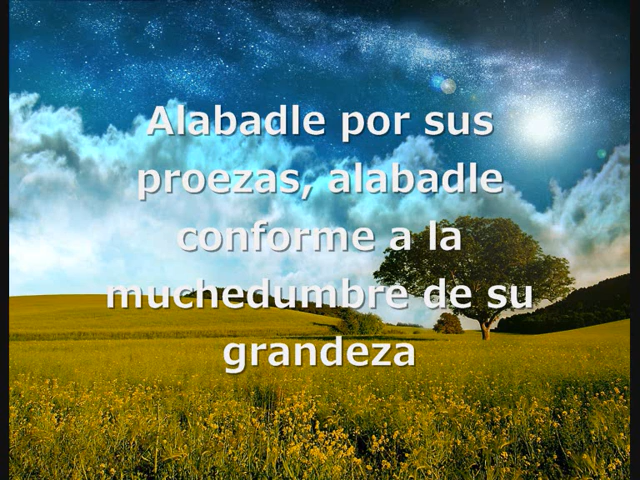 Alabadle por sus
proezas, alabadle
conforme a la
muchedumbre de su
grandeza